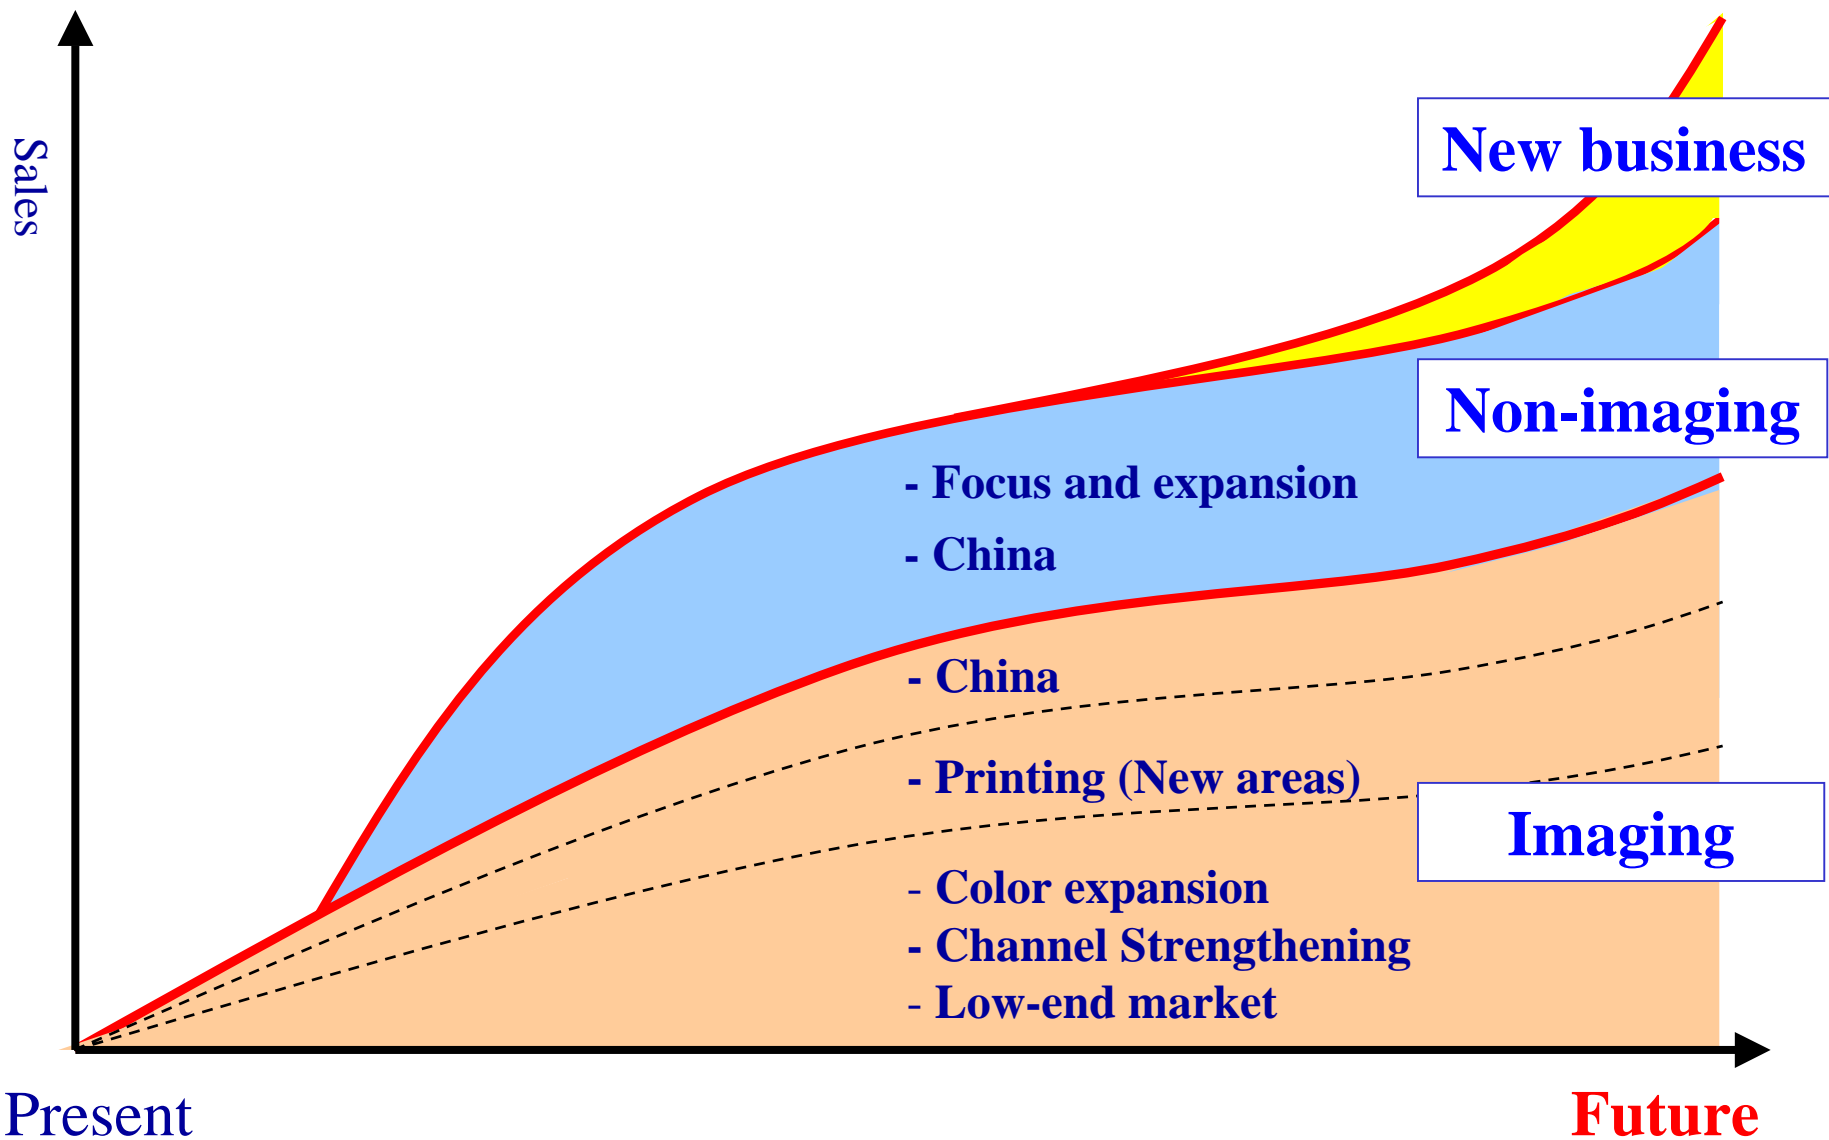 Sales
New business
Non-imaging
- Focus and expansion
- China
- China
- Printing (New areas)
Imaging
- Color expansion
- Channel Strengthening
- Low-end market
Present
Future